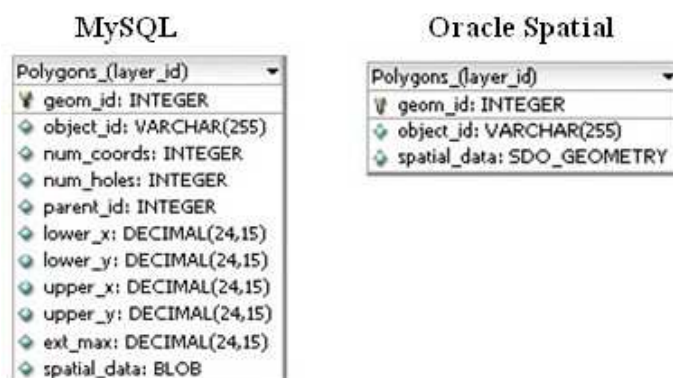 MySQL
Polygons_(layer_id)
geom_id: INTEGER
object_id: VARCHAR(255)
num_coords: INTEGER
num_holes: INTEGER
parent_id: INTEGER
lower_x: DECIMAL(24,15)
lower_y: DECIMAL(24,15)
upper_x: DECIMAL(24,15)
upper_y: DECIMAL(24,15)
ext_max: DECIMAL(24,15)
spatial_data: BLOB
Oracle Spatial
Polygons_(layer_id)
geom_id: INTEGER
object_id: VARCHAR(255)
spatial_data: SDO_GEOMETRY